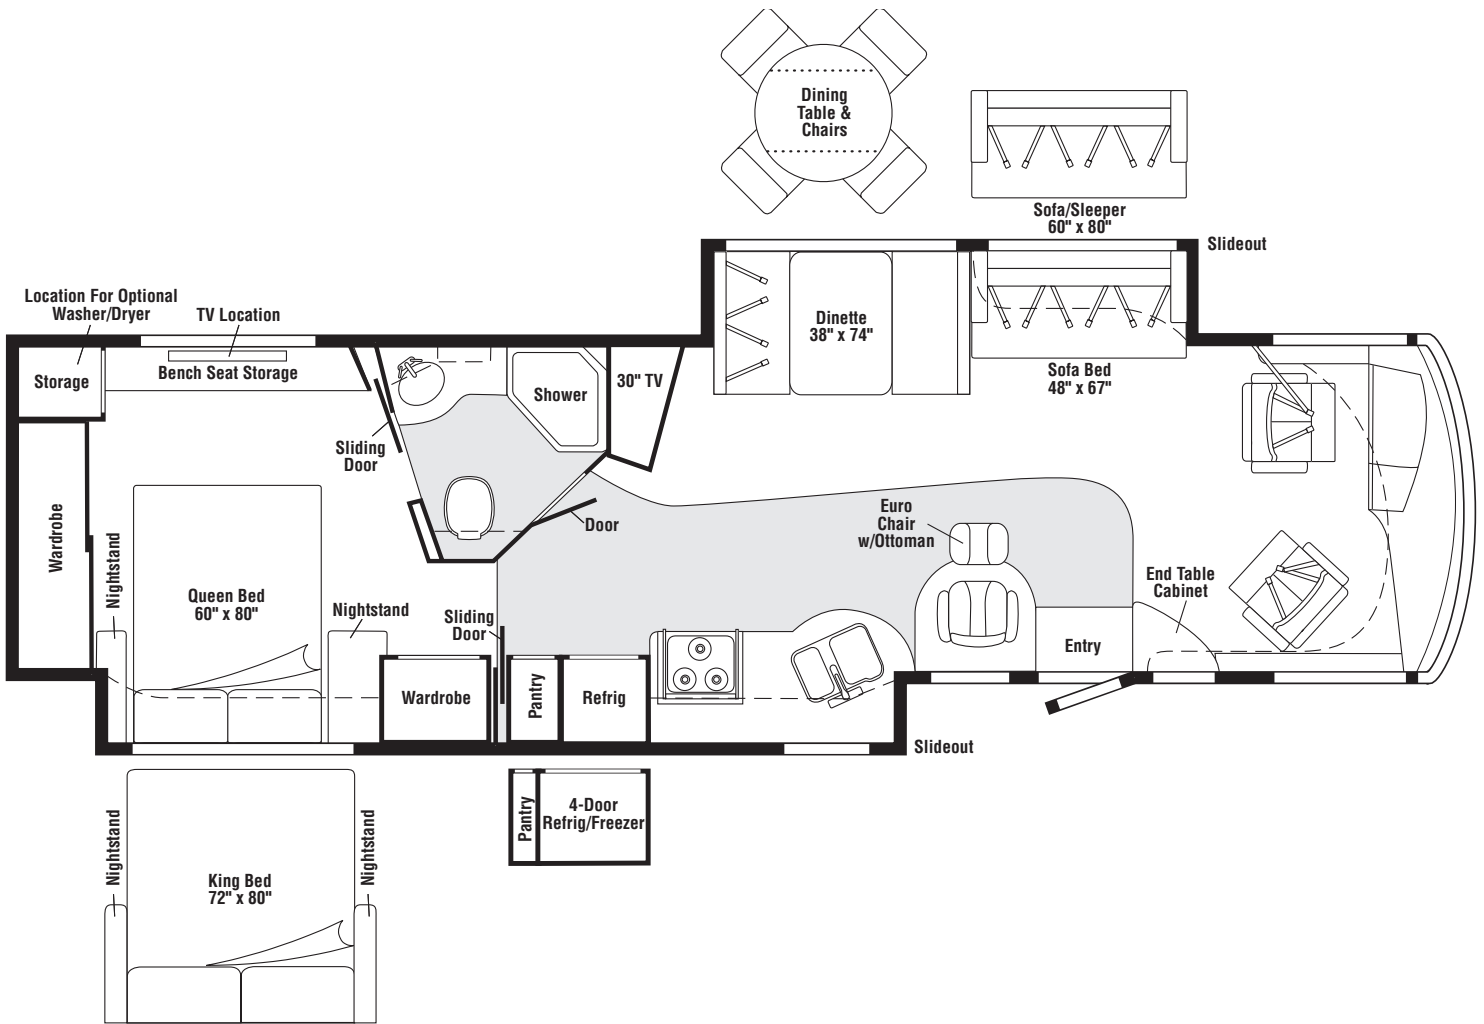 Dining
Table &
Chairs
Sofa/Sleeper
60" x 80"
Slideout
Location For Optional
Washer/Dryer
TV Location
Dinette
38" x 74"
Storage
Bench Seat Storage
Shower
30" TV
Sofa Bed
48" x 67"
Sliding
Door
Wardrobe
Nightstand
Door
Euro
Chair
w/Ottoman
Queen Bed
60" x 80"
Nightstand
Sliding
Door
End Table
Cabinet
Entry
Wardrobe
Pantry
Refrig
Slideout
Pantry
4-Door
Refrig/Freezer
Nightstand
King Bed
72" x 80"
Nightstand